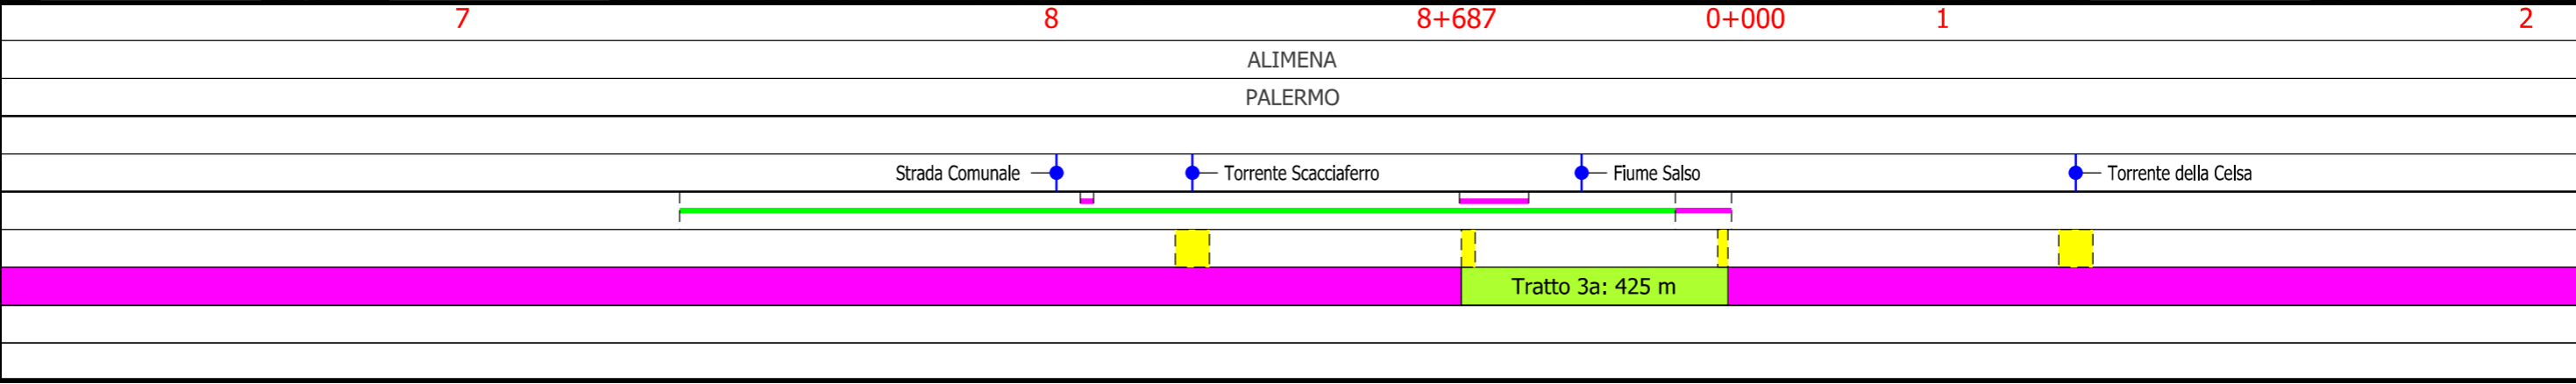 7 8 8+687 0+000 1 2
ALIMENA
PALERMO
Strada Comunale Torrente Scacciaferro Fiume Salso Torrente della Celsa
Tratto 3a: 425 m